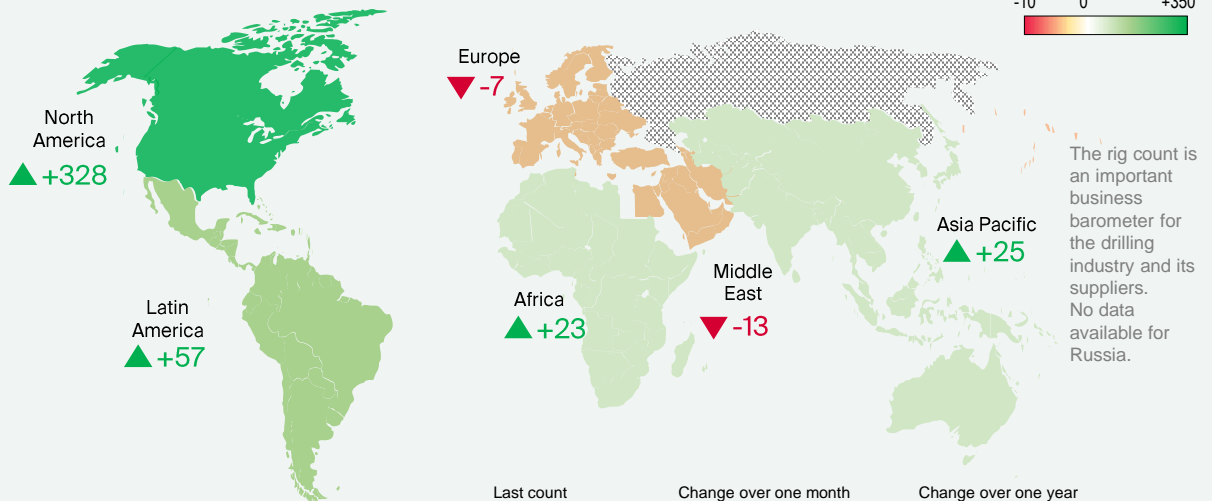 -10 0 +350
Europe
-7
North
America
+328
The rig count is
an important
business
barometer for
the drilling
industry and its
suppliers.
No data
available for
Russia.
Asia Pacific
+25
Middle
East
-13
Africa
+23
Latin
America
+57
Last count Change over one month Change over one year